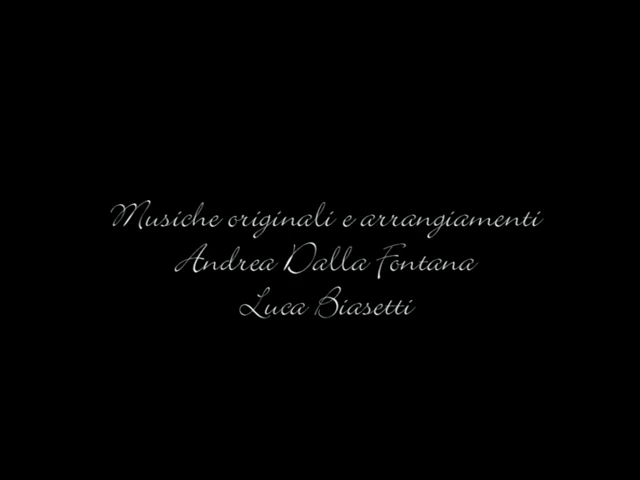 Musiche originali e arrangiamenti
Andrea Dalla Fontana
Luca Biasetti